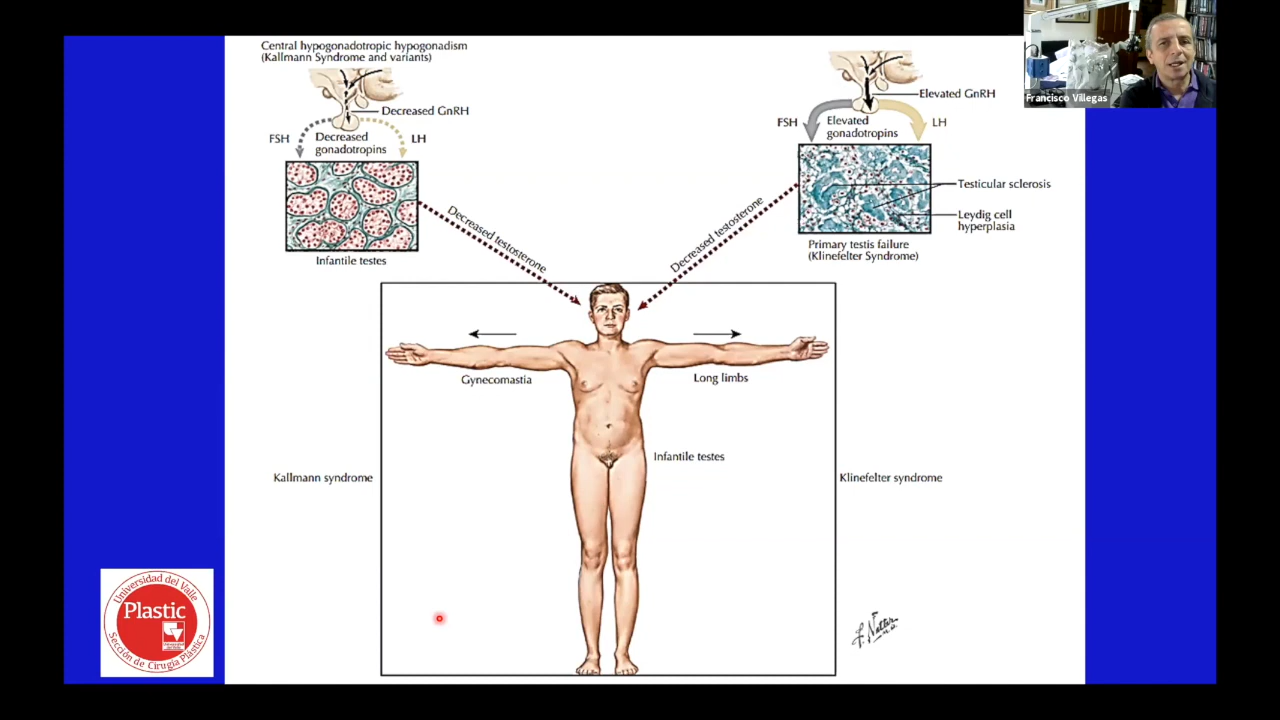 Central hypogonadotropic hypogonadism
(Kallmann Syndrome and variants)
Decreased GnRH
FSH
Decreased
gonadotropins
LH
Infantile testes
Decreased testosterone
Elevated GnRH
FSH
Elevated
gonadotropins
LH
Testicular sclerosis
Leydig cell
hyperplasia
Primary testis failure
(Klinefelter Syndrome)
Decreased testosterone
Gynecomastia
Long limbs
Infantile testes
Kallmann syndrome
Klinefelter syndrome
Francisco Villegas
Universidad del Valle
Plastic
Sección de Cirugía Plástica
F. Netter